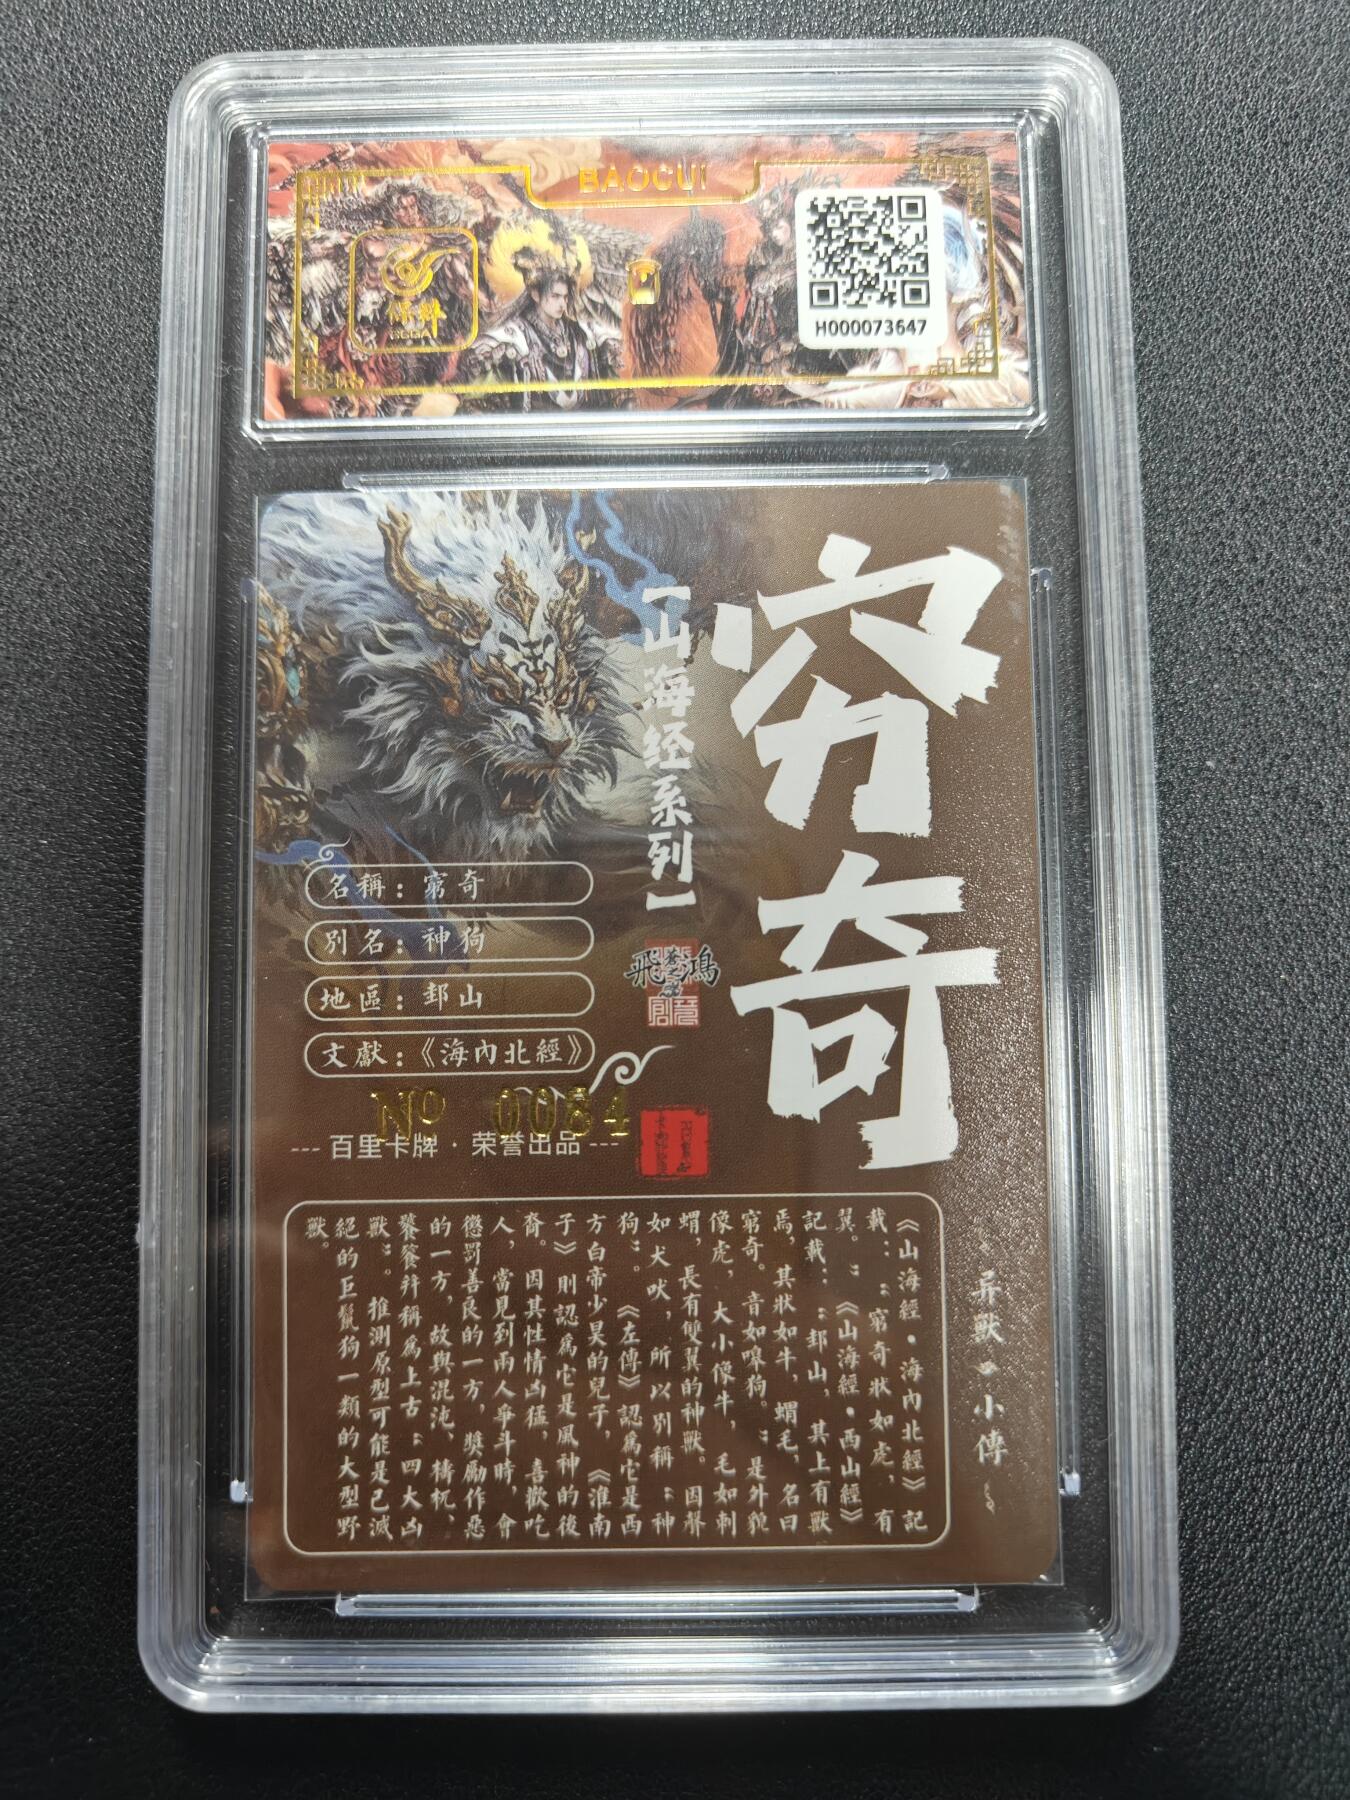 BAOCUI
保粹
H000073647
穷奇
【山海经系列】
名稱：窮奇
別名：神狗
地區：邽山
文獻：《海內北經》
飛鴻
創意
№ 0064
--- 百里卡牌 · 荣誉出品 ---
异獸小傳
《山海經·海內北經》記
載：“窮奇狀如虎，有
翼。”《山海經·西山經》
記載：“邽山，其上有獸
焉，其狀如牛，蝟毛，名曰
窮奇。音如嗥狗。”是外貌
像虎，大小像牛，毛如刺
蝟，長有雙翼的神獸。因聲
如犬吠，所以別稱“神
狗”。《左傳》認為它是西
方白帝少昊的兒子，《淮南
子》則認爲它是風神的後
裔。因其性情凶猛，喜歡吃
人，當見到兩人爭斗時，會
懲罰善良的一方，獎勵作惡
的一方，故與混沌、檮杌、
饕餮并稱爲上古“四大凶
獸”。推測原型可能是已滅
絕的巨鬣狗一類的大型野
獸。